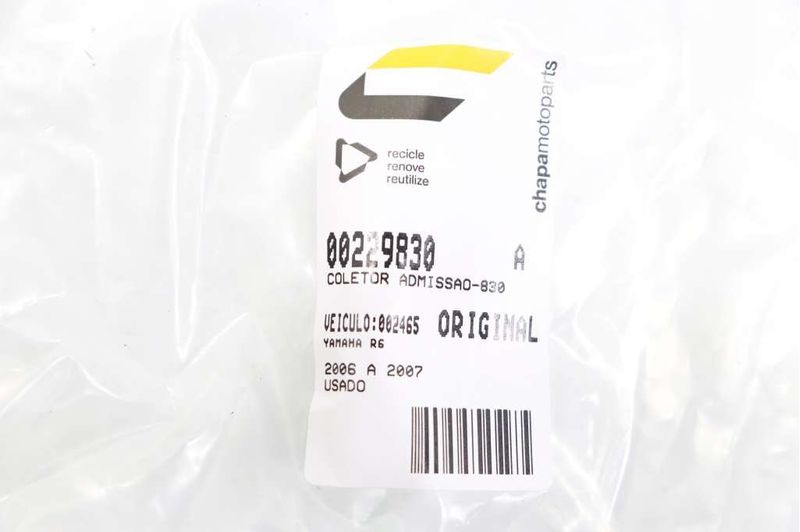 chapamotoparts
recicle
renove
reutilize
00229830 A
COLETOR ADMISSAO-830
VEICULO:002465 ORIGINAL
YAMAHA R6
2006 A 2007
USADO